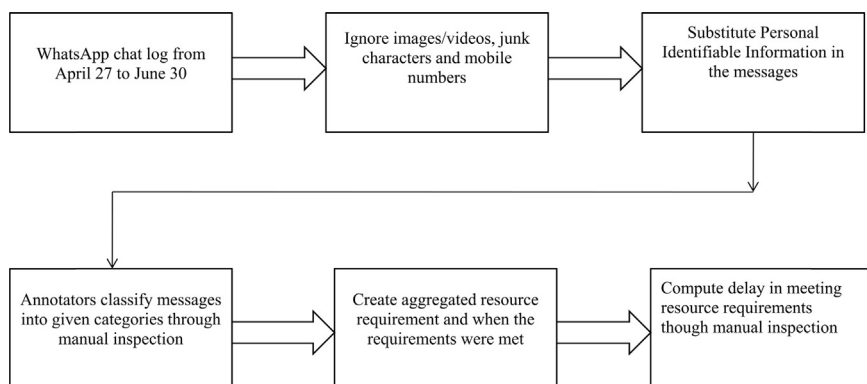 WhatsApp chat log from
April 27 to June 30
Ignore images/videos, junk
characters and mobile
numbers
Substitute Personal
Identifiable Information in
the messages
Annotators classify messages
into given categories through
manual inspection
Create aggregated resource
requirement and when the
requirements were met
Compute delay in meeting
resource requirements
though manual inspection